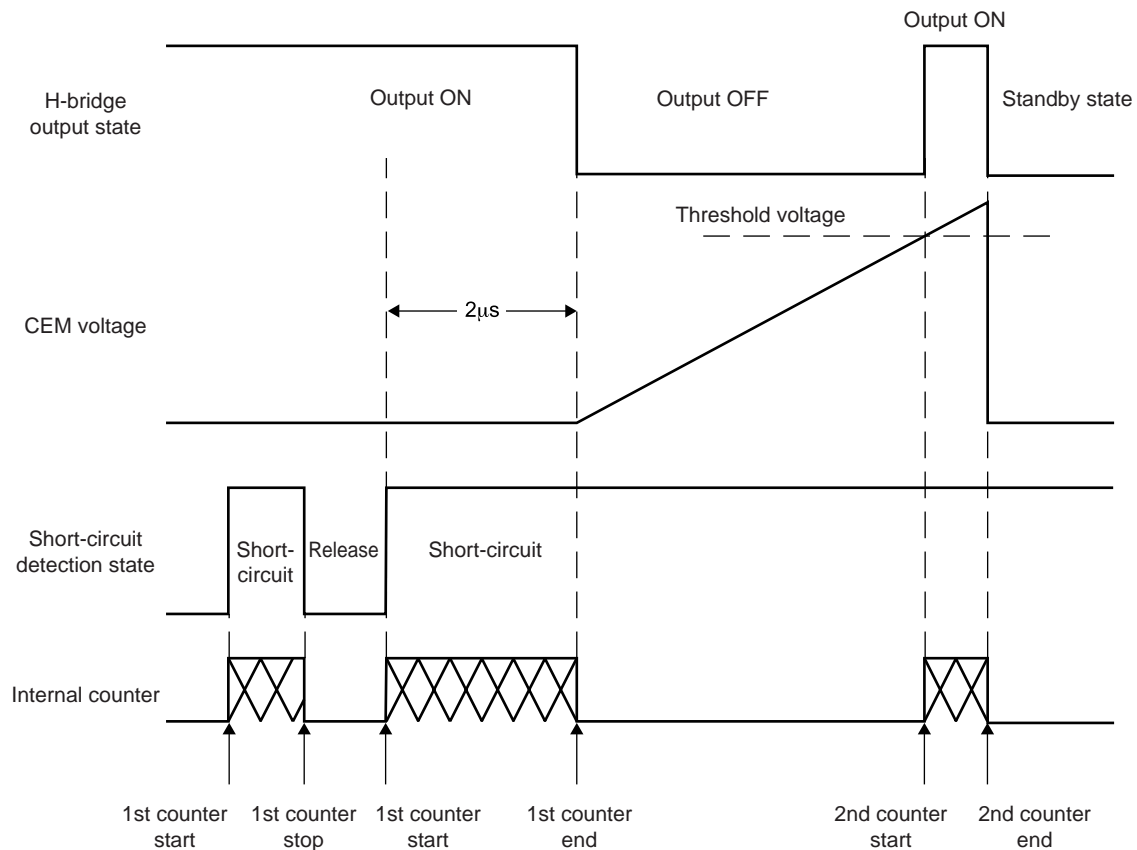 Output ON
H-bridge
output state
Output ON
Output OFF
Standby state
Threshold voltage
2μs
CEM voltage
Short-circuit
detection state
Short-
circuit
Release
Short-circuit
Internal counter
1st counter
start
1st counter
stop
1st counter
start
1st counter
end
2nd counter
start
2nd counter
end